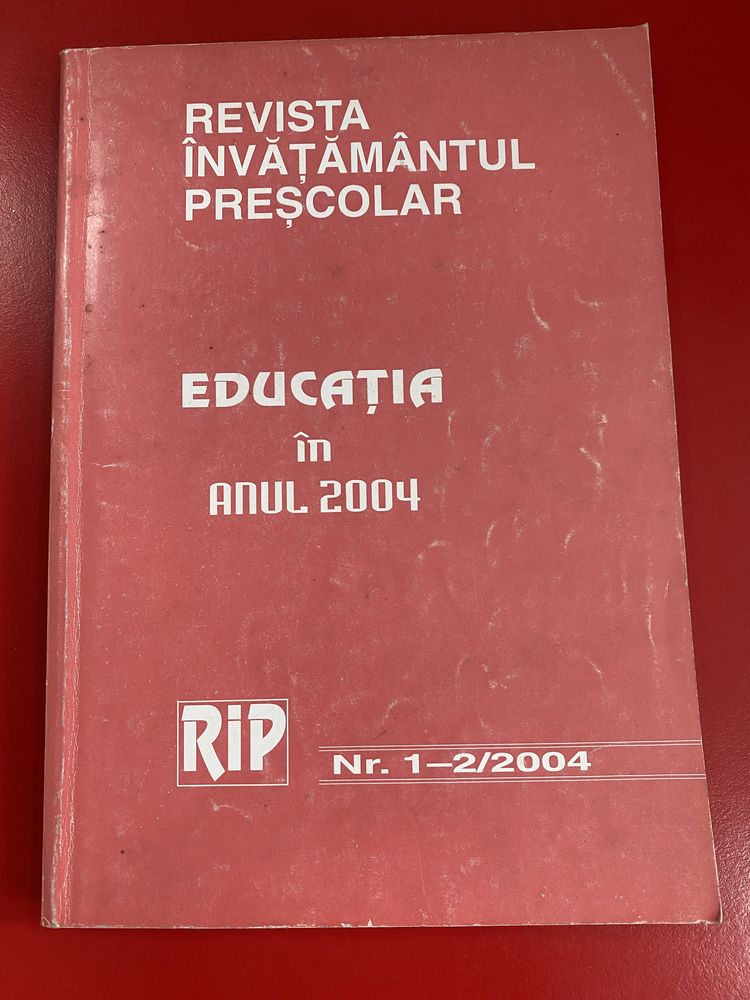 REVISTA
ÎNVĂȚĂMÂNTUL
PREȘCOLAR
EDUCAȚIA
în
ANUL 2004
RiP
Nr. 1–2/2004